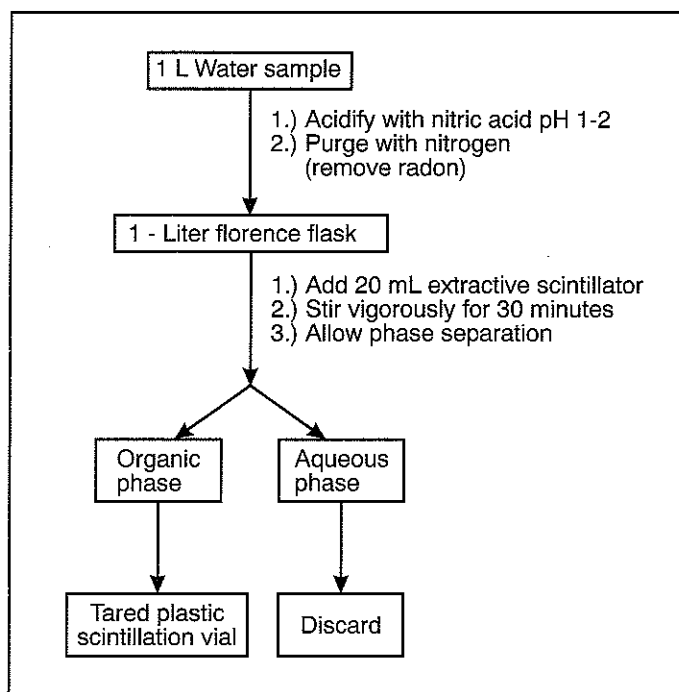 1 L Water sample
1.) Acidify with nitric acid pH 1-2
2.) Purge with nitrogen
(remove radon)
1 - Liter florence flask
1.) Add 20 mL extractive scintillator
2.) Stir vigorously for 30 minutes
3.) Allow phase separation
Organic
phase
Aqueous
phase
Tared plastic
scintillation vial
Discard